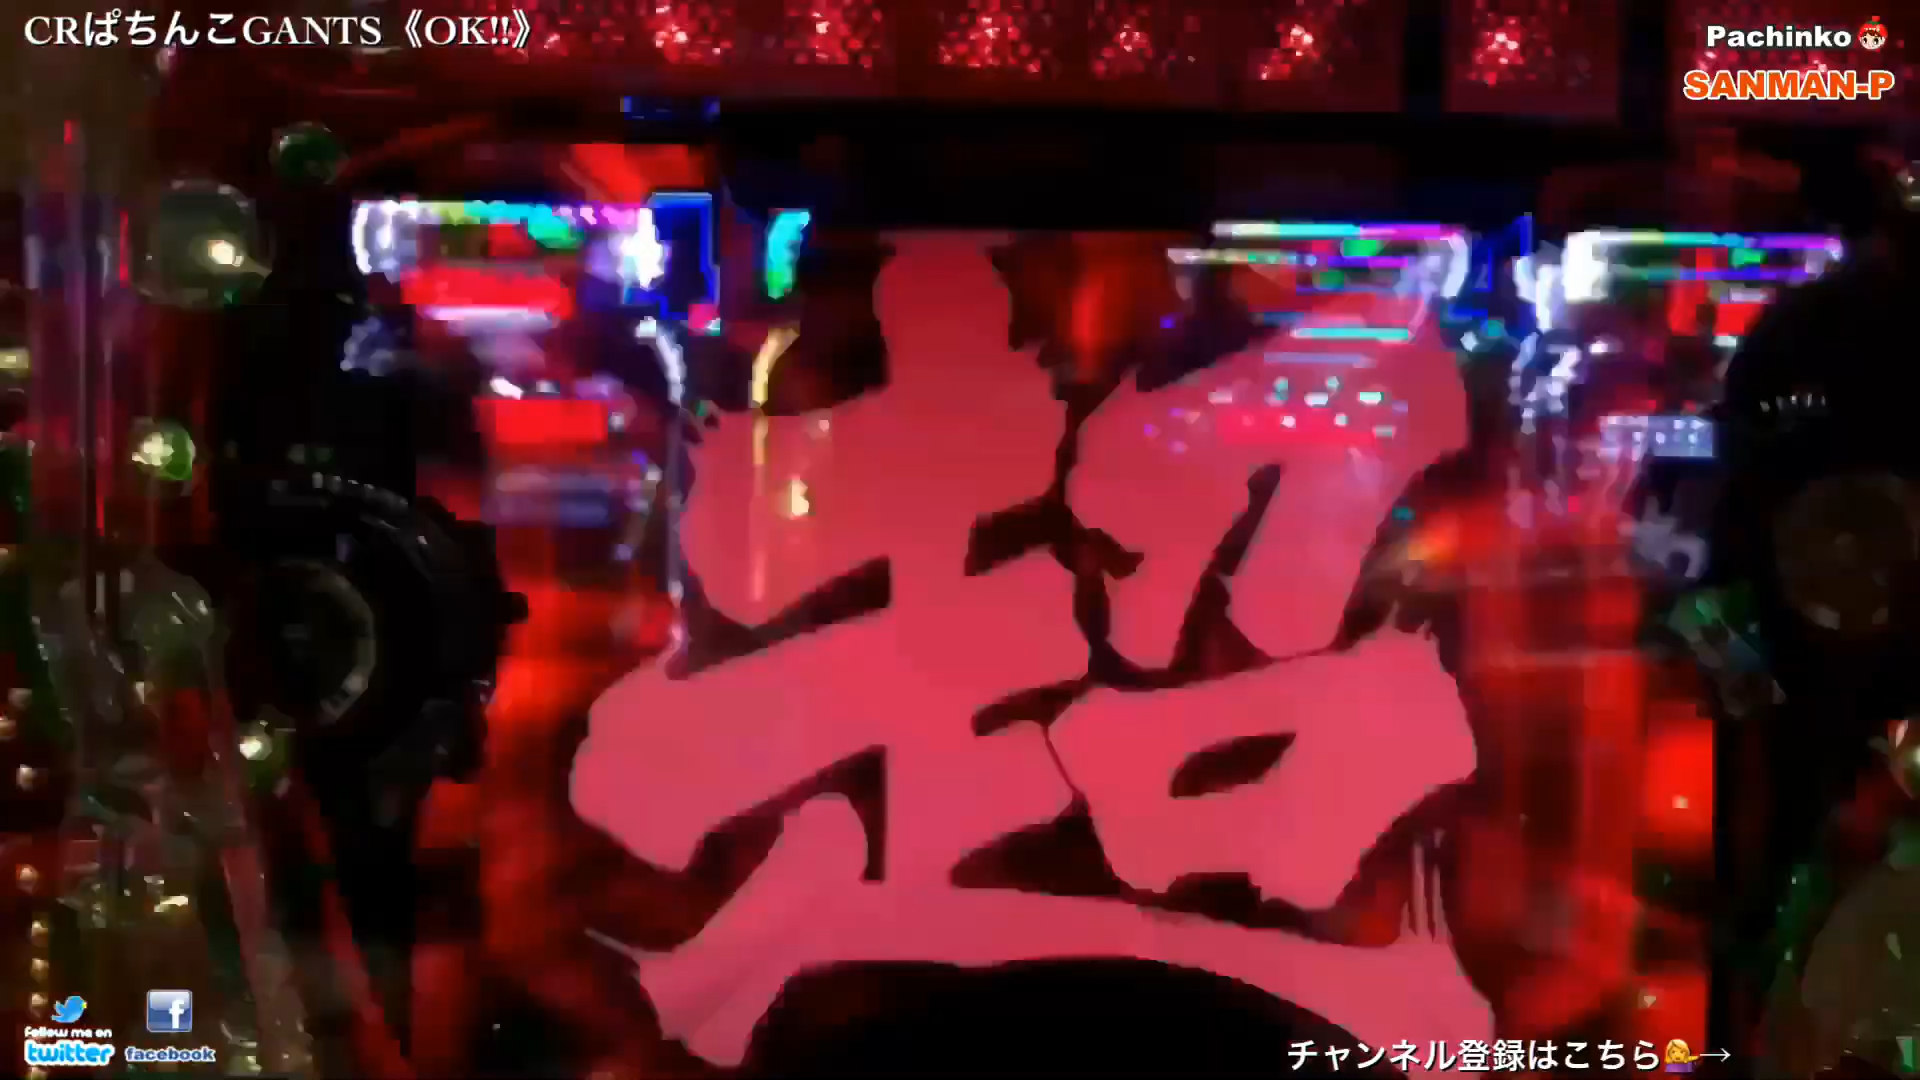 CRぱちんこGANTS《OK!!》
Pachinko
SANMAN-P
超
follow me on
twitter
facebook
チャンネル登録はこちら💁→